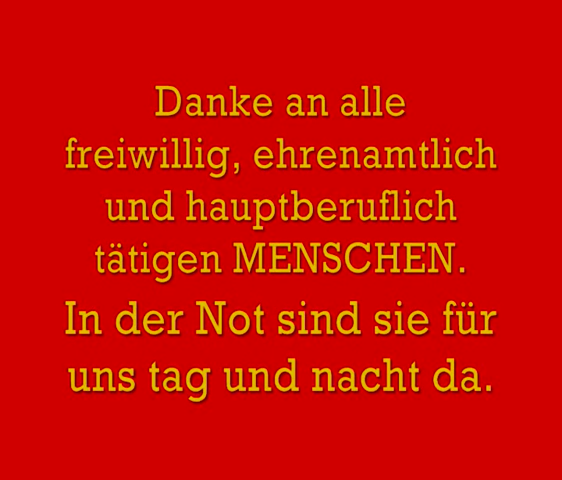 Danke an alle
freiwillig, ehrenamtlich
und hauptberuflich
tätigen MENSCHEN.
In der Not sind sie für
uns tag und nacht da.